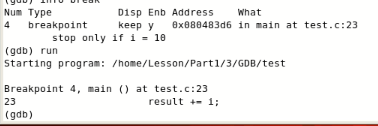 (gdb) info break
Num Type Disp Enb Address What
4 breakpoint keep y 0x080483d6 in main at test.c:23
stop only if i = 10
(gdb) run
Starting program: /home/Lesson/Part1/3/GDB/test
Breakpoint 4, main () at test.c:23
23 result += i;
(gdb)